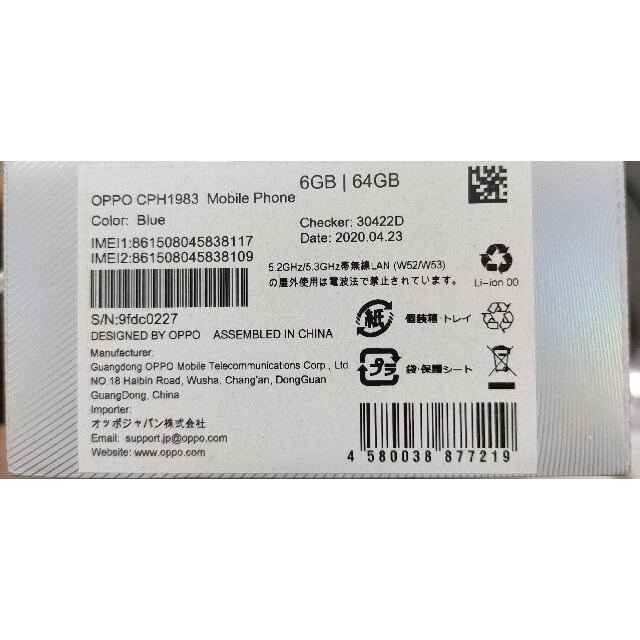 6GB | 64GB
OPPO CPH1983 Mobile Phone
Color: Blue
Checker: 30422D
Date: 2020.04.23
IMEI1:861508045838117
IMEI2:861508045838109
5.2GHz/5.3GHz帯無線LAN (W52/W53)
の屋外使用は電波法で禁止されています。
Li-ion 00
S/N:9fdc0227
DESIGNED BY OPPO ASSEMBLED IN CHINA
紙
個装箱・トレイ
Manufacturer:
Guangdong OPPO Mobile Telecommunications Corp., Ltd
NO.18 Haibin Road, Wusha, Chang'an, DongGuan
GuangDong, China
プラ
袋・保護シート
Importer:
オッポジャパン株式会社
Email: support.jp@oppo.com
Website: www.oppo.com
4 580038 877219